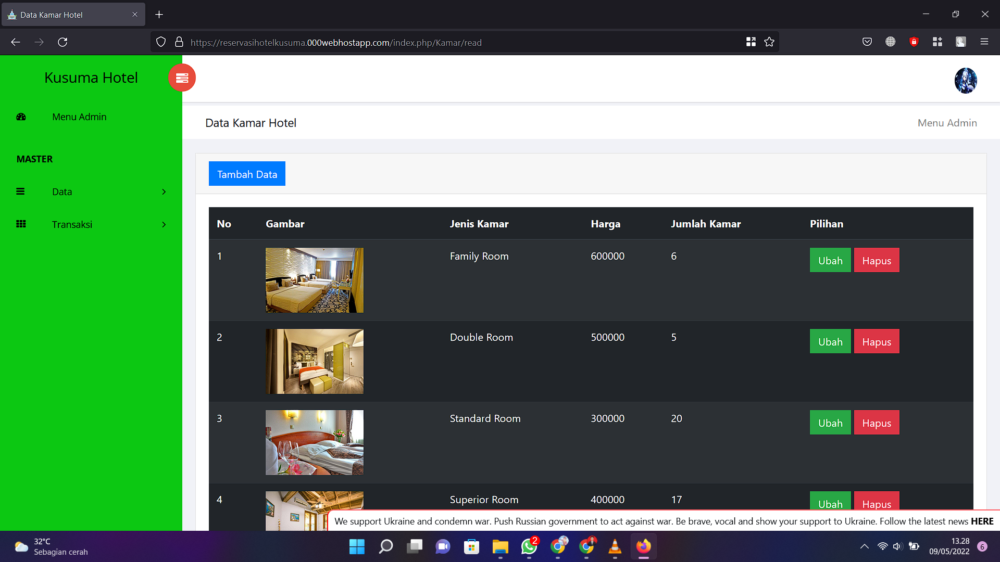 Data Kamar Hotel
https://reservasihotelkusuma.000webhostapp.com/index.php/Kamar/read
Kusuma Hotel
Menu Admin
MASTER
Data
Transaksi
Data Kamar Hotel
Menu Admin
Tambah Data
No Gambar Jenis Kamar Harga Jumlah Kamar Pilihan
1 Family Room 600000 6 Ubah Hapus
2 Double Room 500000 5 Ubah Hapus
3 Standard Room 300000 20 Ubah Hapus
4 Superior Room 400000 17 Ubah Hapus
We support Ukraine and condemn war. Push Russian government to act against war. Be brave, vocal and show your support to Ukraine. Follow the latest news HERE
32°C
Sebagian cerah
2
13.28
09/05/2022
6